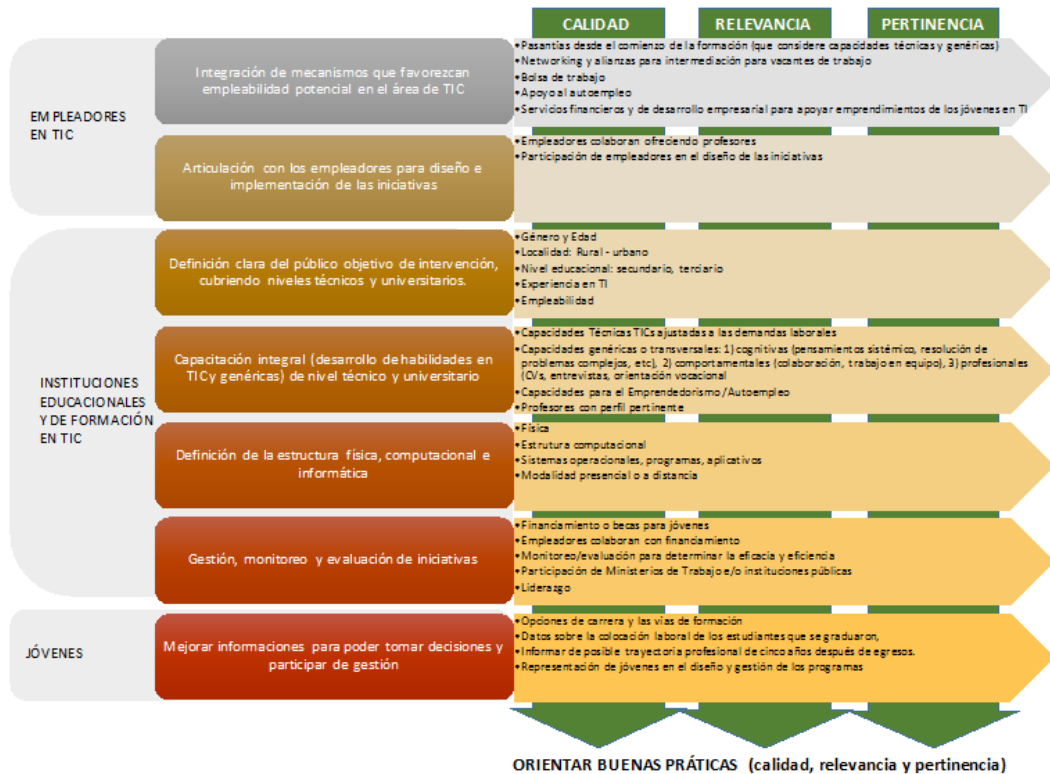 CALIDAD
RELEVANCIA
PERTINENCIA
EMPLEADORES
EN TIC
Integración de mecanismos que favorezcan
empleabilidad potencial en el área de TIC
•Pasantías desde el comienzo de la formación (que considere capacidades técnicas y genéricas)
•Networking y alianzas para intermediación para vacantes de trabajo
•Bolsa de trabajo
•Apoyo al autoempleo
•Servicios financieros y de desarrollo empresarial para apoyar emprendimientos de los jóvenes en TI
Articulación con los empleadores para diseño e
implementación de las iniciativas
•Empleadores colaboran ofreciendo profesores
•Participación de empleadores en el diseño de las iniciativas
INSTITUCIONES
EDUCACIONALES
Y DE FORMACIÓN
EN TIC
Definición clara del público objetivo de intervención,
cubriendo niveles técnicos y universitarios.
•Género y Edad
•Localidad: Rural - urbano
•Nivel educacional: secundario, terciario
•Experiencia en TI
•Empleabilidad
Capacitación integral (desarrollo de habilidades en
TIC y genéricas) de nivel técnico y universitario
•Capacidades Técnicas TICs ajustadas a las demandas laborales
•Capacidades genéricas o transversales: 1) cognitivas (pensamientos sistémico, resolución de
problemas complejos, etc), 2) comportamentales (colaboración, trabajo en equipo), 3) profesionales
(CVs, entrevistas, orientación vocacional
•Capacidades para el Emprendedorismo /Autoempleo
•Profesores con perfil pertinente
Definición de la estructura física, computacional e
informática
•Física
•Estrutura computacional
•Sistemas operacionales, programas, aplicativos
•Modalidad presencial o a distancia
Gestión, monitoreo y evaluación de iniciativas
•Financiamiento o becas para jóvenes
•Empleadores colaboran con financiamiento
•Monitoreo/evaluación para determinar la eficacia y eficiencia
•Participación de Ministerios de Trabajo e/o instituciones públicas
•Liderazgo
JÓVENES
Mejorar informaciones para poder tomar decisiones y
participar de gestión
•Opciones de carrera y las vías de formación
•Datos sobre la colocación laboral de los estudiantes que se graduaron,
•Informar de posible trayectoria profesional de cinco años después de egresos.
•Representación de jóvenes en el diseño y gestión de los programas
ORIENTAR BUENAS PRÁTICAS (calidad, relevancia y pertinencia)